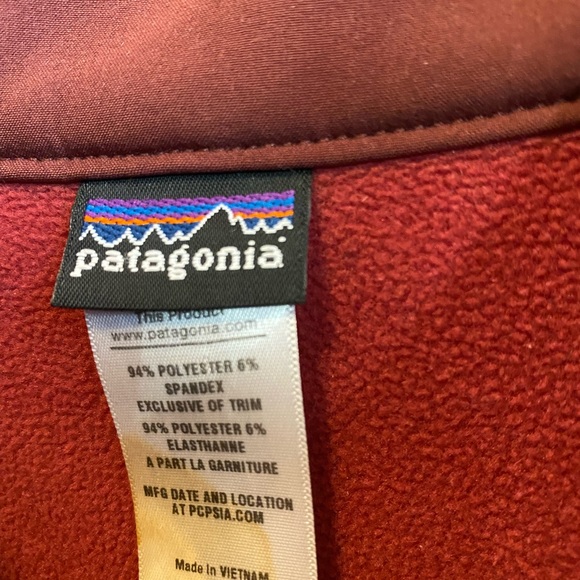 patagonia
This Product
www.patagonia.com
94% POLYESTER 6%
SPANDEX
EXCLUSIVE OF TRIM
94% POLYESTER 6%
ELASTHANNE
A PART LA GARNITURE
MFG DATE AND LOCATION
AT PCPSIA.COM
Made in VIETNAM